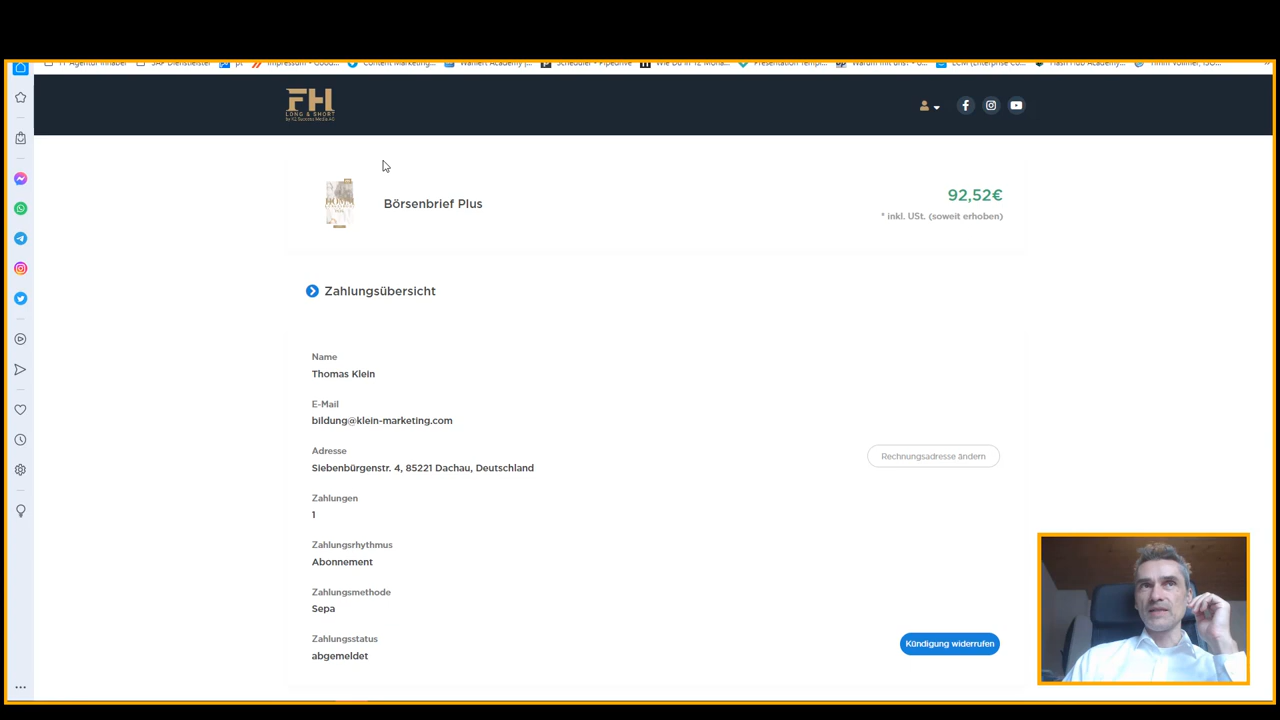 FH
LONG & SHORT
Börsenbrief Plus
92,52€
* inkl. USt. (soweit erhoben)
Zahlungsübersicht
Name
Thomas Klein
E-Mail
bildung@klein-marketing.com
Adresse
Siebenbürgenstr. 4, 85221 Dachau, Deutschland
Rechnungsadresse ändern
Zahlungen
1
Zahlungsrhythmus
Abonnement
Zahlungsmethode
Sepa
Zahlungsstatus
abgemeldet
Kündigung widerrufen